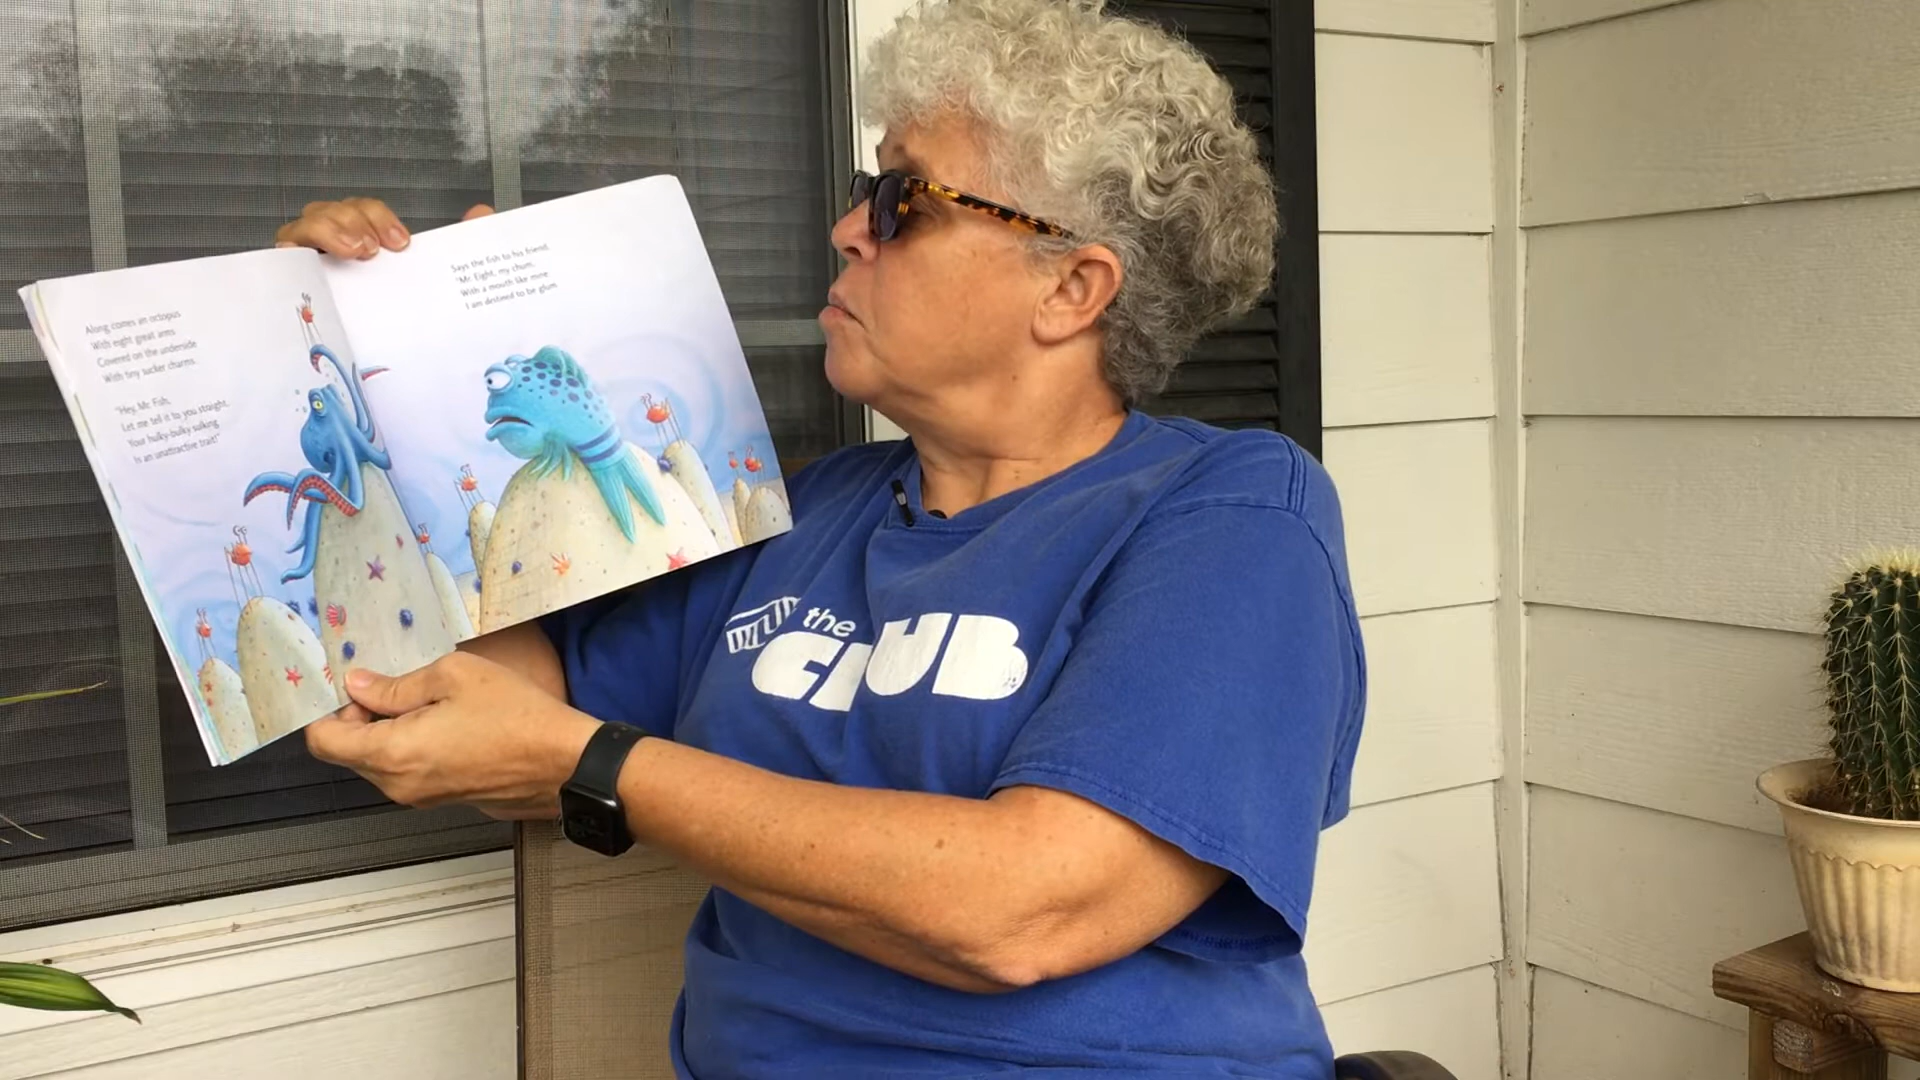 Along comes an octopus
With eight great arms
Covered on the underside
With tiny sucker charms.
"Hey, Mr. Fish,
Let me tell it to you straight.
Your hulky-bulky sulking
Is an unattractive trait!"
Says the fish to his friend,
"Mr. Eight, my chum,
With a mouth like mine
I am destined to be glum
the
CLUB